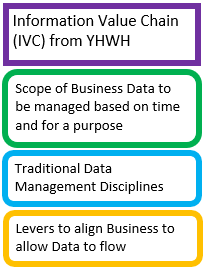 Information Value Chain
(IVC) from YHWH
Scope of Business Data to
be managed based on time
and for a purpose
Traditional Data
Management Disciplines
Levers to align Business to
allow Data to flow